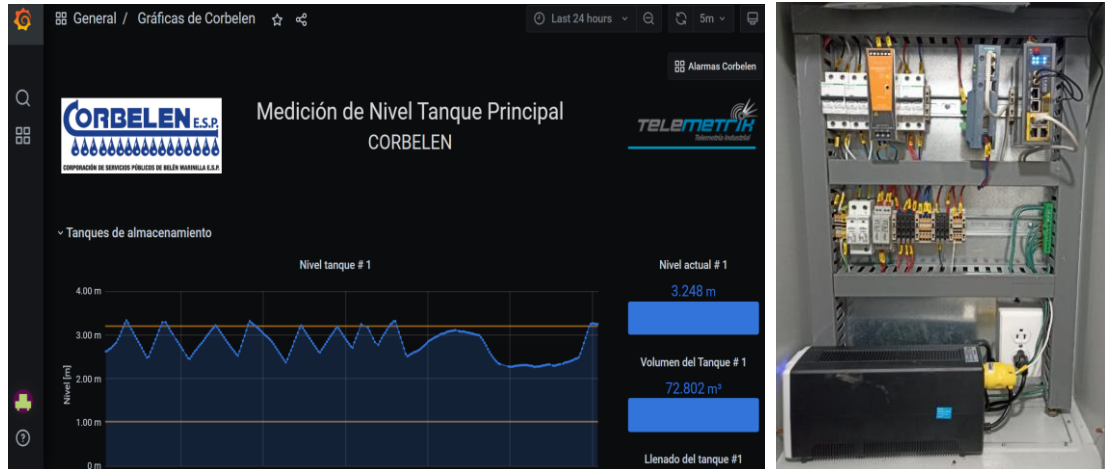 General / Gráficas de Corbelen
Last 24 hours
5m
Alarmas Corbelen
CORBELEN E.S.P.
CORPORACIÓN DE SERVICIOS PÚBLICOS DE BELÉN MARINILLA E.S.P.
Medición de Nivel Tanque Principal
CORBELEN
TELEMETRIK
Telemetría Industrial
Tanques de almacenamiento
Nivel tanque # 1
4.00 m
3.00 m
2.00 m
1.00 m
0 m
Nivel [m]
Nivel actual # 1
3.248 m
Volumen del Tanque # 1
72.802 m³
Llenado del tanque #1